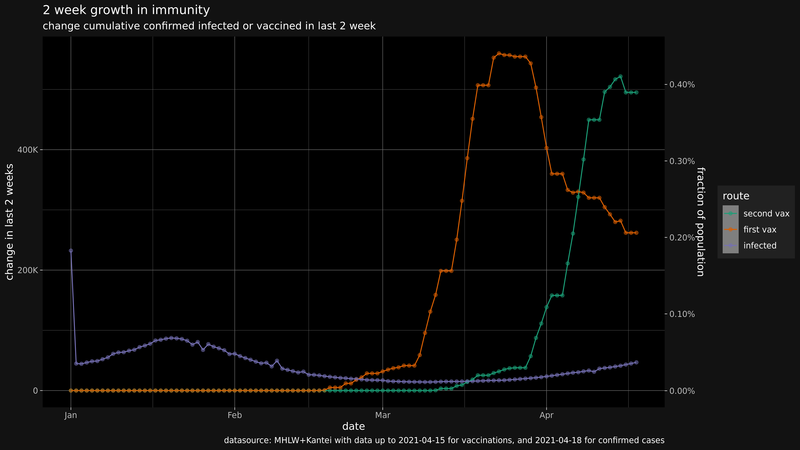 2 week growth in immunity
change cumulative confirmed infected or vaccined in last 2 week
change in last 2 weeks
400K
200K
0
0.40%
0.30%
0.20%
0.10%
0.00%
fraction of population
route
second vax
first vax
infected
Jan
Feb
Mar
Apr
date
datasource: MHLW+Kantei with data up to 2021-04-15 for vaccinations, and 2021-04-18 for confirmed cases